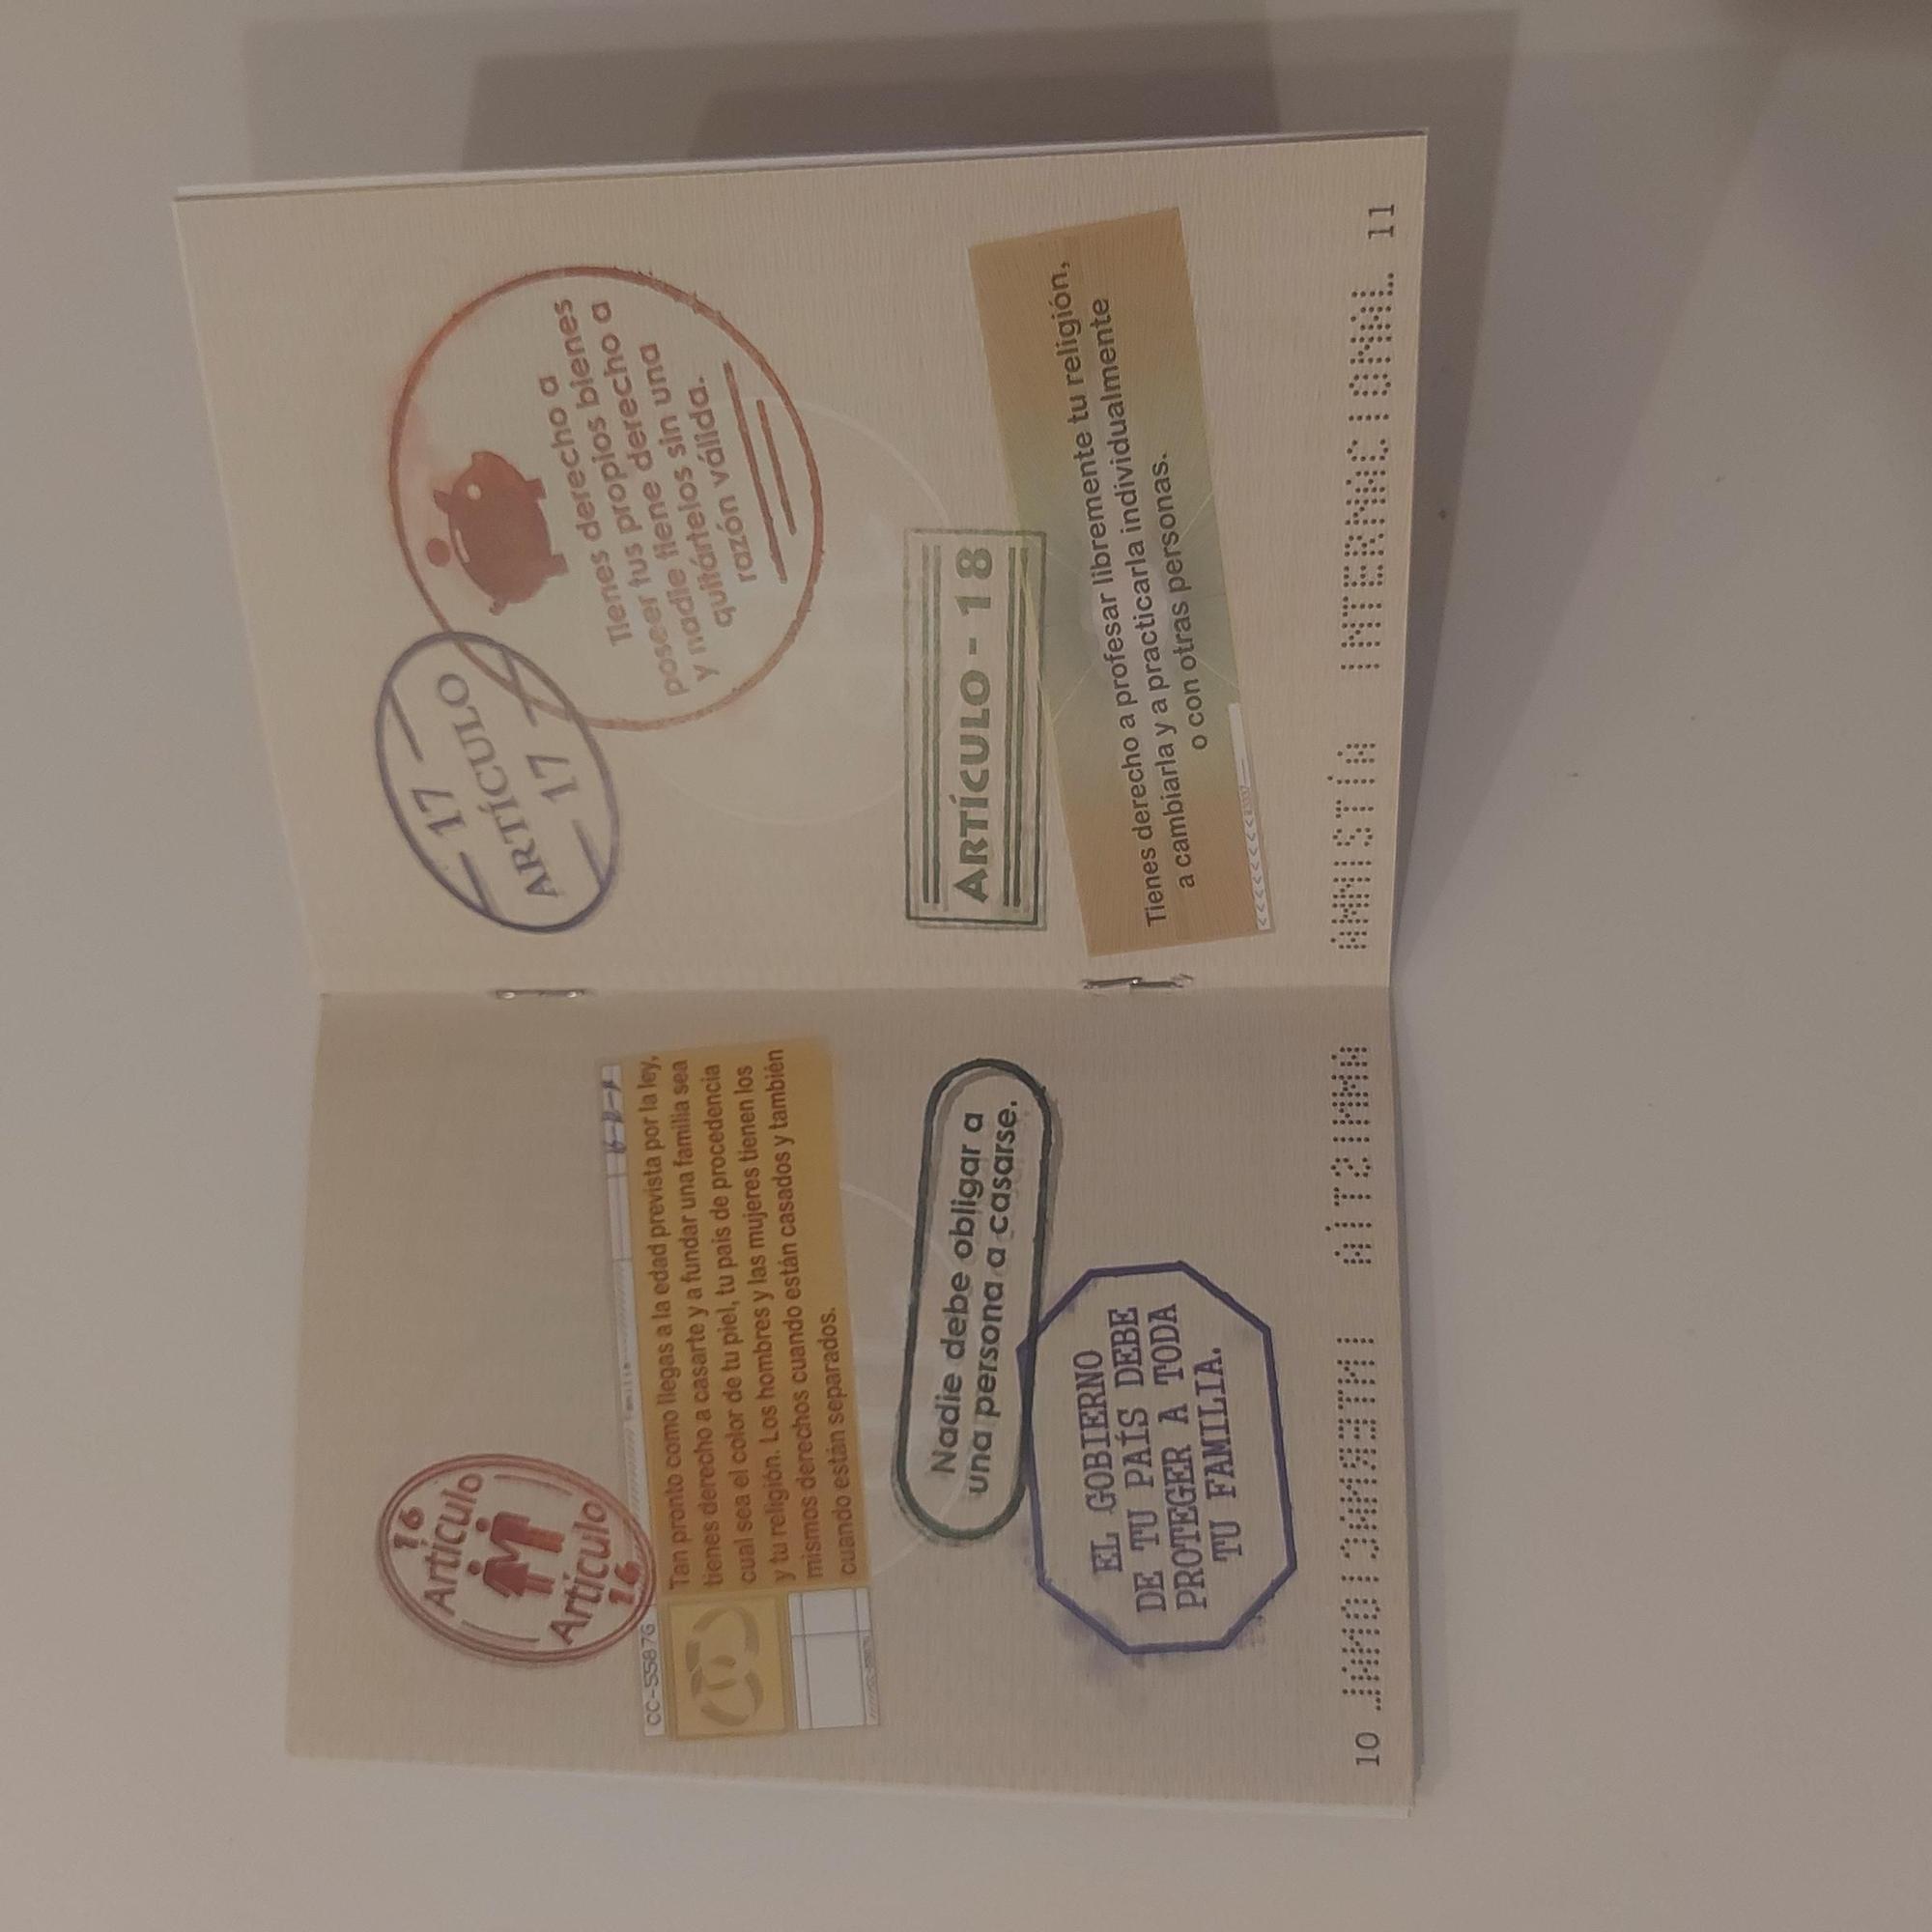 16
Artículo
Artículo
16
CC-55876
Tan pronto como llegas a la edad prevista por la ley,
tienes derecho a casarte y a fundar una familia sea
cual sea el color de tu piel, tu país de procedencia
y tu religión. Los hombres y las mujeres tienen los
mismos derechos cuando están casados y también
cuando están separados.
Nadie debe obligar a
una persona a casarse.
EL GOBIERNO
DE TU PAÍS DEBE
PROTEGER A TODA
TU FAMILIA.
10
LANOICANRETNI
AÍTSINMA
— 17 —
ARTÍCULO
— 17 —
Tienes derecho a
poseer tus propios bienes
y nadie tiene derecho a
quitártelos sin una
razón válida.
ARTÍCULO - 18
Tienes derecho a profesar libremente tu religión,
a cambiarla y a practicarla individualmente
o con otras personas.
<<<<<<
AMNISTÍA INTERNACIONAL 11